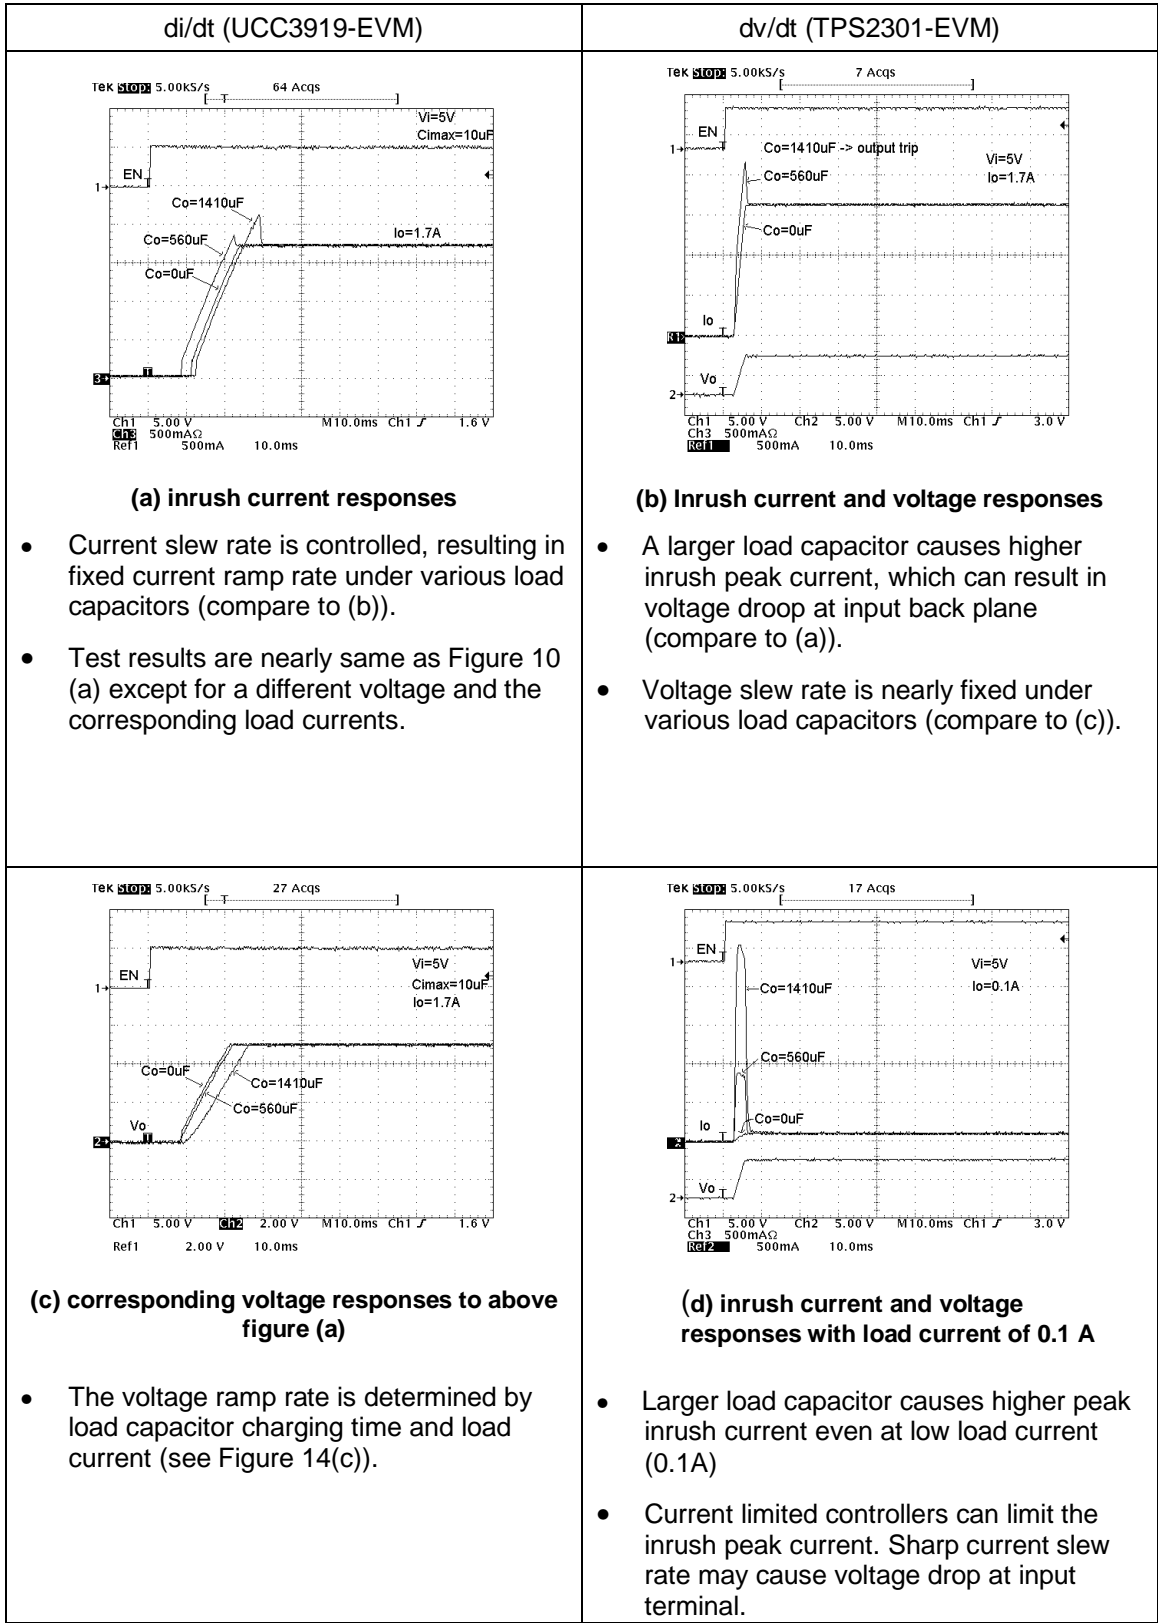 di/dt (UCC3919-EVM)
dv/dt (TPS2301-EVM)
Tek Stop: 5.00kS/s 64 Acqs
Vi=5V
Cimax=10uF
EN
1→
Co=1410uF
Co=560uF
Io=1.7A
Co=0uF
T
3→
Ch1 5.00 V M10.0ms Ch1 1.6 V
Ch3 500mAΩ
Ref1 500mA 10.0ms
(a) inrush current responses
• Current slew rate is controlled, resulting in
fixed current ramp rate under various load
capacitors (compare to (b)).
• Test results are nearly same as Figure 10
(a) except for a different voltage and the
corresponding load currents.
Tek Stop: 5.00kS/s 7 Acqs
EN
1→
Co=1410uF -> output trip
Vi=5V
Co=560uF
Io=1.7A
Co=0uF
Io
R1
Vo
2→
Ch1 5.00 V Ch2 5.00 V M10.0ms Ch1 3.0 V
Ch3 500mAΩ
Ref1 500mA 10.0ms
(b) Inrush current and voltage responses
• A larger load capacitor causes higher
inrush peak current, which can result in
voltage droop at input back plane
(compare to (a)).
• Voltage slew rate is nearly fixed under
various load capacitors (compare to (c)).
Tek Stop: 5.00kS/s 27 Acqs
Vi=5V
EN
Cimax=10uF
1→
Io=1.7A
Co=0uF
Co=1410uF
Co=560uF
Vo
T
2→
Ch1 5.00 V Ch2 2.00 V M10.0ms Ch1 1.6 V
Ref1 2.00 V 10.0ms
(c) corresponding voltage responses to above
figure (a)
• The voltage ramp rate is determined by
load capacitor charging time and load
current (see Figure 14(c)).
Tek Stop: 5.00kS/s 17 Acqs
EN
1→
Vi=5V
Co=1410uF
Io=0.1A
Co=560uF
Io
Co=0uF
Vo
2→
Ch1 5.00 V Ch2 5.00 V M10.0ms Ch1 3.0 V
Ch3 500mAΩ
Ref2 500mA 10.0ms
(d) inrush current and voltage
responses with load current of 0.1 A
• Larger load capacitor causes higher peak
inrush current even at low load current
(0.1A)
• Current limited controllers can limit the
inrush peak current. Sharp current slew
rate may cause voltage drop at input
terminal.